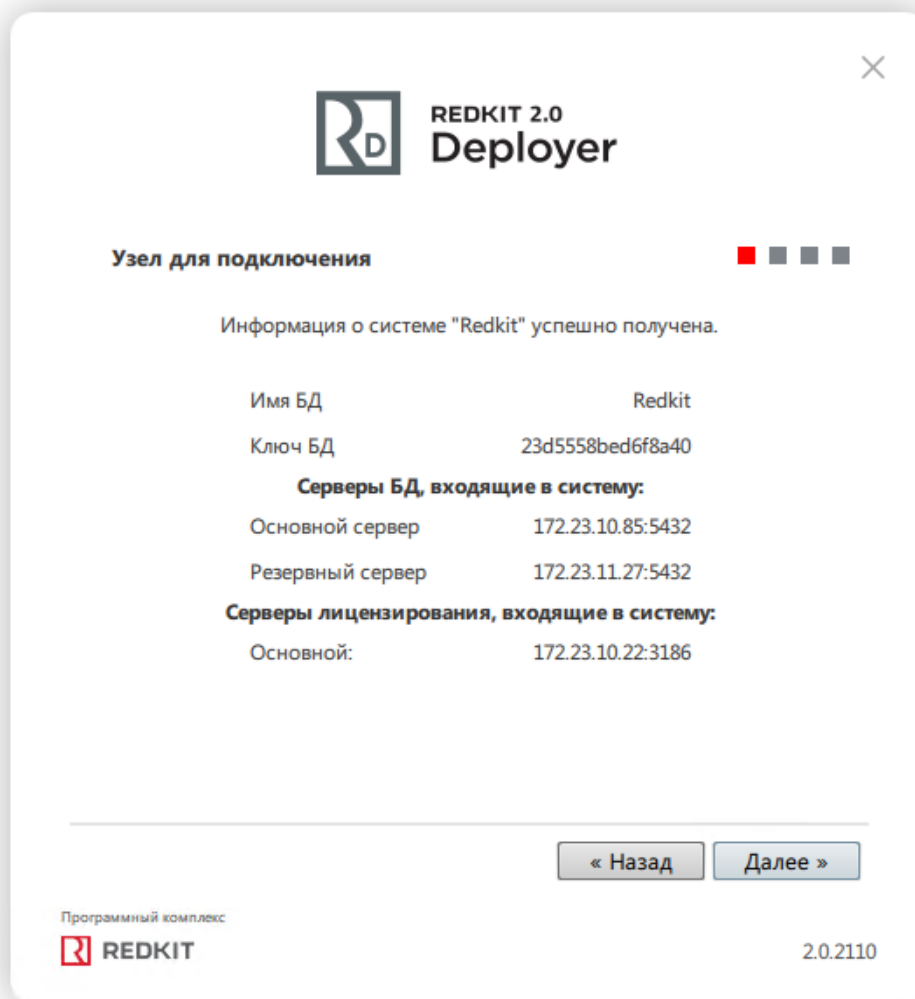 REDKIT 2.0
RD Deployer
Узел для подключения
Информация о системе "Redkit" успешно получена.
Имя БД Redkit
Ключ БД 23d5558bed6f8a40
Серверы БД, входящие в систему:
Основной сервер 172.23.10.85:5432
Резервный сервер 172.23.11.27:5432
Серверы лицензирования, входящие в систему:
Основной: 172.23.10.22:3186
« Назад Далее »
Программный комплекс
R REDKIT 2.0.2110